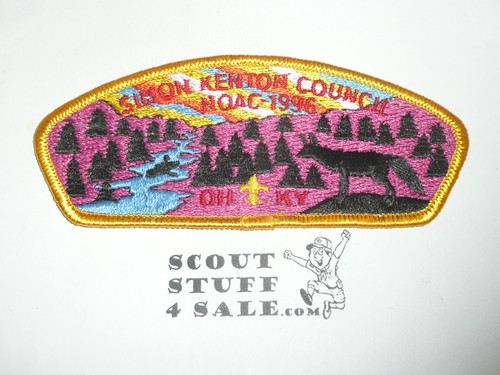 SIMON KENTON COUNCIL
NOAC 1996
OH KY
SCOUT
STUFF
4 SALE.com